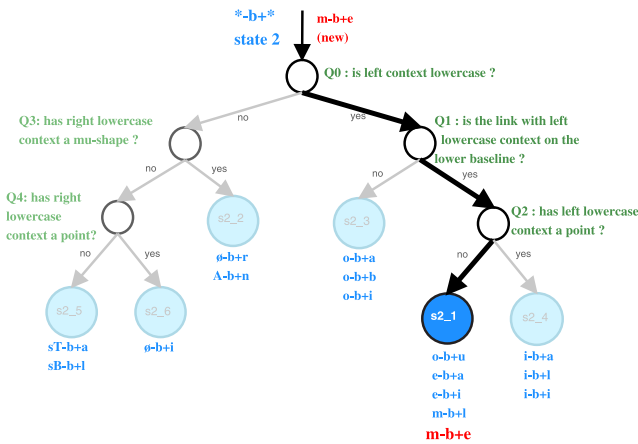 *-b+*
state 2
m-b+e
(new)
Q0 : is left context lowercase ?
no
yes
Q3: has right lowercase
context a mu-shape ?
Q1 : is the link with left
lowercase context on the
lower baseline ?
no
yes
no
yes
Q4: has right
lowercase
context a point?
s2_2
ø-b+r
A-b+n
s2_3
o-b+a
o-b+b
o-b+i
Q2 : has left lowercase
context a point ?
no
yes
no
yes
s2_5
sT-b+a
sB-b+l
s2_6
ø-b+i
s2_1
o-b+u
e-b+a
e-b+i
m-b+l
m-b+e
s2_4
i-b+a
i-b+l
i-b+i